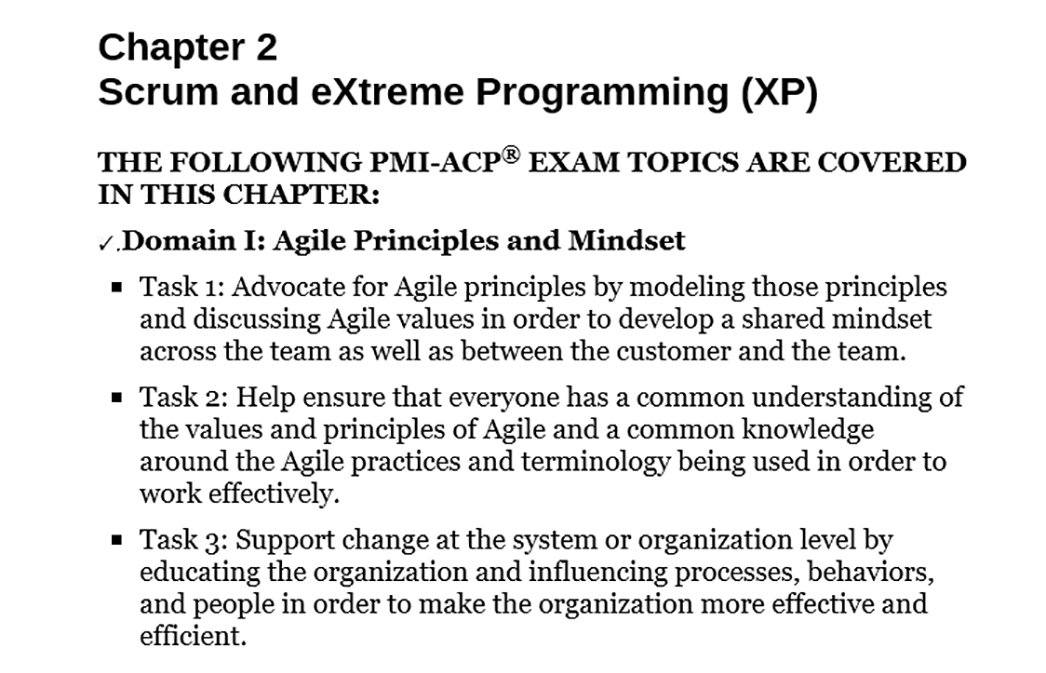 Chapter 2
Scrum and eXtreme Programming (XP)
THE FOLLOWING PMI-ACP® EXAM TOPICS ARE COVERED
IN THIS CHAPTER:
✓.Domain I: Agile Principles and Mindset
▪ Task 1: Advocate for Agile principles by modeling those principles
and discussing Agile values in order to develop a shared mindset
across the team as well as between the customer and the team.
▪ Task 2: Help ensure that everyone has a common understanding of
the values and principles of Agile and a common knowledge
around the Agile practices and terminology being used in order to
work effectively.
▪ Task 3: Support change at the system or organization level by
educating the organization and influencing processes, behaviors,
and people in order to make the organization more effective and
efficient.